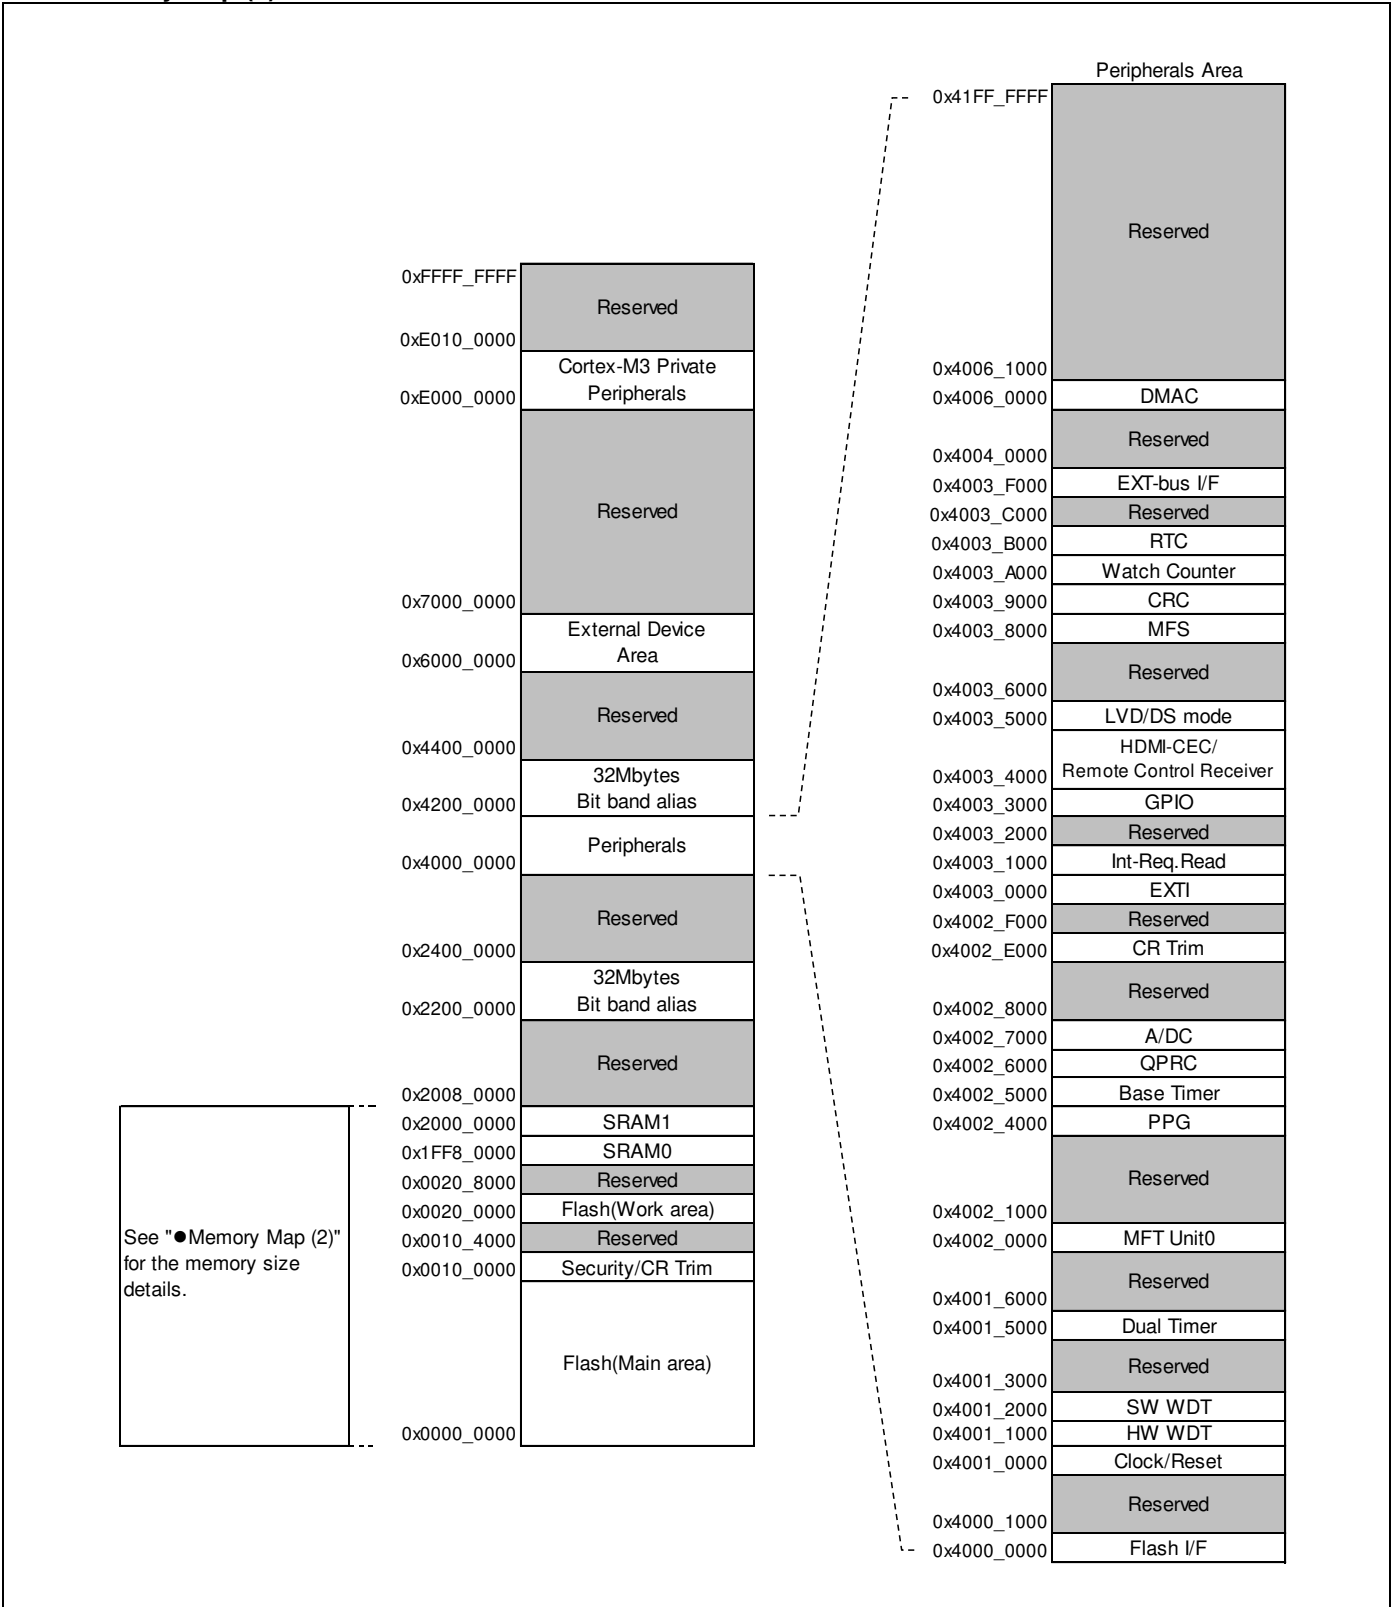 0xFFFF_FFFF
Reserved
0xE010_0000
Cortex-M3 Private
Peripherals
0xE000_0000
Reserved
0x7000_0000
External Device
Area
0x6000_0000
Reserved
0x4400_0000
32Mbytes
Bit band alias
0x4200_0000
Peripherals
0x4000_0000
Reserved
0x2400_0000
32Mbytes
Bit band alias
0x2200_0000
Reserved
0x2008_0000
0x2000_0000 SRAM1
0x1FF8_0000 SRAM0
0x0020_8000 Reserved
0x0020_0000 Flash(Work area)
0x0010_4000 Reserved
0x0010_0000 Security/CR Trim
Flash(Main area)
0x0000_0000
See "●Memory Map (2)"
for the memory size
details.
Peripherals Area
0x41FF_FFFF
Reserved
0x4006_1000
0x4006_0000 DMAC
Reserved
0x4004_0000
0x4003_F000 EXT-bus I/F
0x4003_C000 Reserved
0x4003_B000 RTC
0x4003_A000 Watch Counter
0x4003_9000 CRC
0x4003_8000 MFS
Reserved
0x4003_6000
0x4003_5000 LVD/DS mode
HDMI-CEC/
0x4003_4000 Remote Control Receiver
0x4003_3000 GPIO
0x4003_2000 Reserved
0x4003_1000 Int-Req.Read
0x4003_0000 EXTI
0x4002_F000 Reserved
0x4002_E000 CR Trim
Reserved
0x4002_8000
0x4002_7000 A/DC
0x4002_6000 QPRC
0x4002_5000 Base Timer
0x4002_4000 PPG
Reserved
0x4002_1000
0x4002_0000 MFT Unit0
Reserved
0x4001_6000
0x4001_5000 Dual Timer
Reserved
0x4001_3000
0x4001_2000 SW WDT
0x4001_1000 HW WDT
0x4001_0000 Clock/Reset
Reserved
0x4000_1000
0x4000_0000 Flash I/F